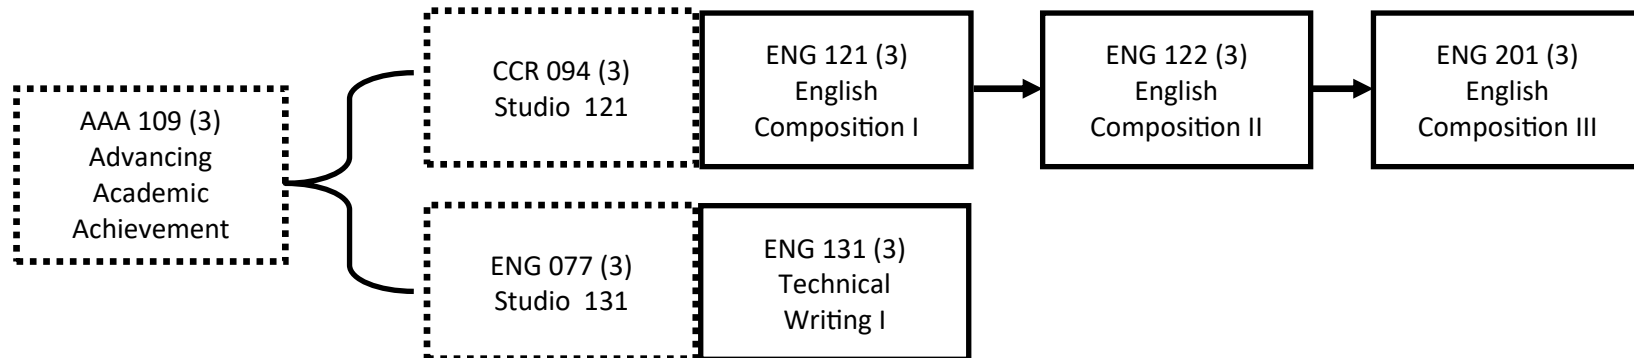 AAA 109 (3)
Advancing
Academic
Achievement
CCR 094 (3)
Studio  121
ENG 121 (3)
English
Composition I
ENG 122 (3)
English
Composition II
ENG 201 (3)
English
Composition III
ENG 077 (3)
Studio  131
ENG 131 (3)
Technical
Writing I